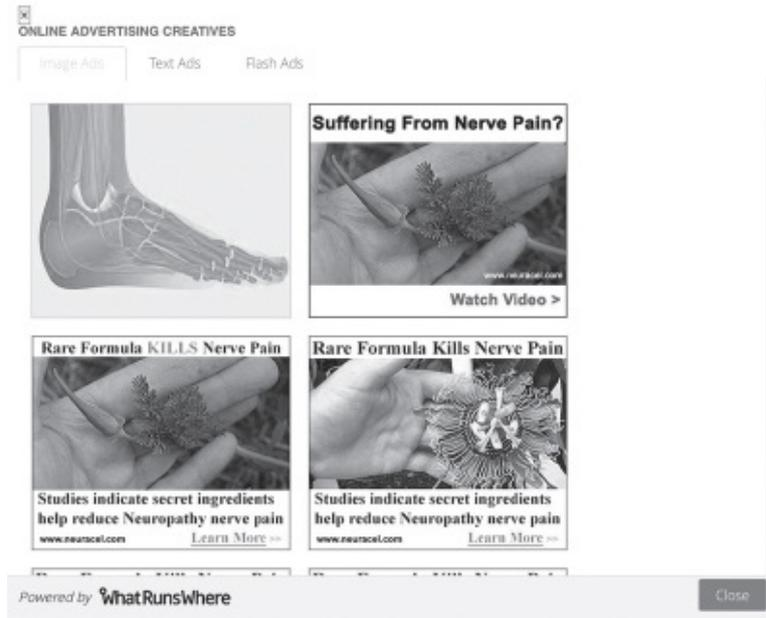 ONLINE ADVERTISING CREATIVES
Image Ads Text Ads Flash Ads
Suffering From Nerve Pain?
www.neuracel.com
Watch Video >
Rare Formula KILLS Nerve Pain
Studies indicate secret ingredients
help reduce Neuropathy nerve pain
www.neuracel.com Learn More >>
Rare Formula Kills Nerve Pain
Studies indicate secret ingredients
help reduce Neuropathy nerve pain
www.neuracel.com Learn More >>
Powered by WhatRunsWhere
Close